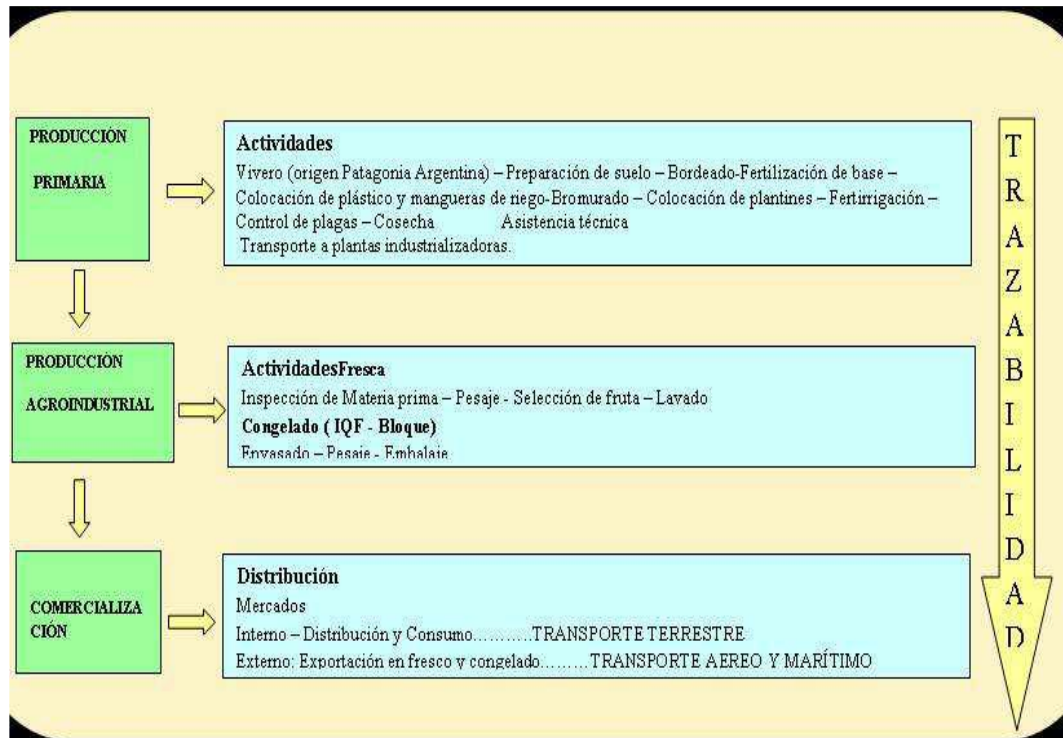 PRODUCCIÓN
PRIMARIA
Actividades
Vivero (origen Patagonia Argentina) – Preparación de suelo – Bordeado-Fertilización de base –
Colocación de plástico y mangueras de riego-Bromurado – Colocación de plantines – Fertirrigación –
Control de plagas – Cosecha Asistencia técnica
Transporte a plantas industrializadoras.
PRODUCCIÓN
AGROINDUSTRIAL
ActividadesFresca
Inspección de Materia prima – Pesaje - Selección de fruta – Lavado
Congelado ( IQF - Bloque)
Envasado – Pesaje - Embalaje
COMERCIALIZA
CIÓN
Distribución
Mercados
Interno – Distribución y Consumo...........TRANSPORTE TERRESTRE
Externo: Exportación en fresco y congelado.........TRANSPORTE AEREO Y MARÍTIMO
T
R
A
Z
A
B
I
L
I
D
A
D